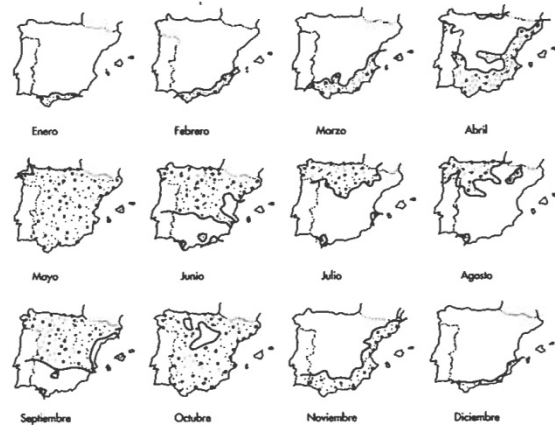 Enero
Febrero
Marzo
Abril
Mayo
Junio
Julio
Agosto
Septiembre
Octubre
Noviembre
Diciembre